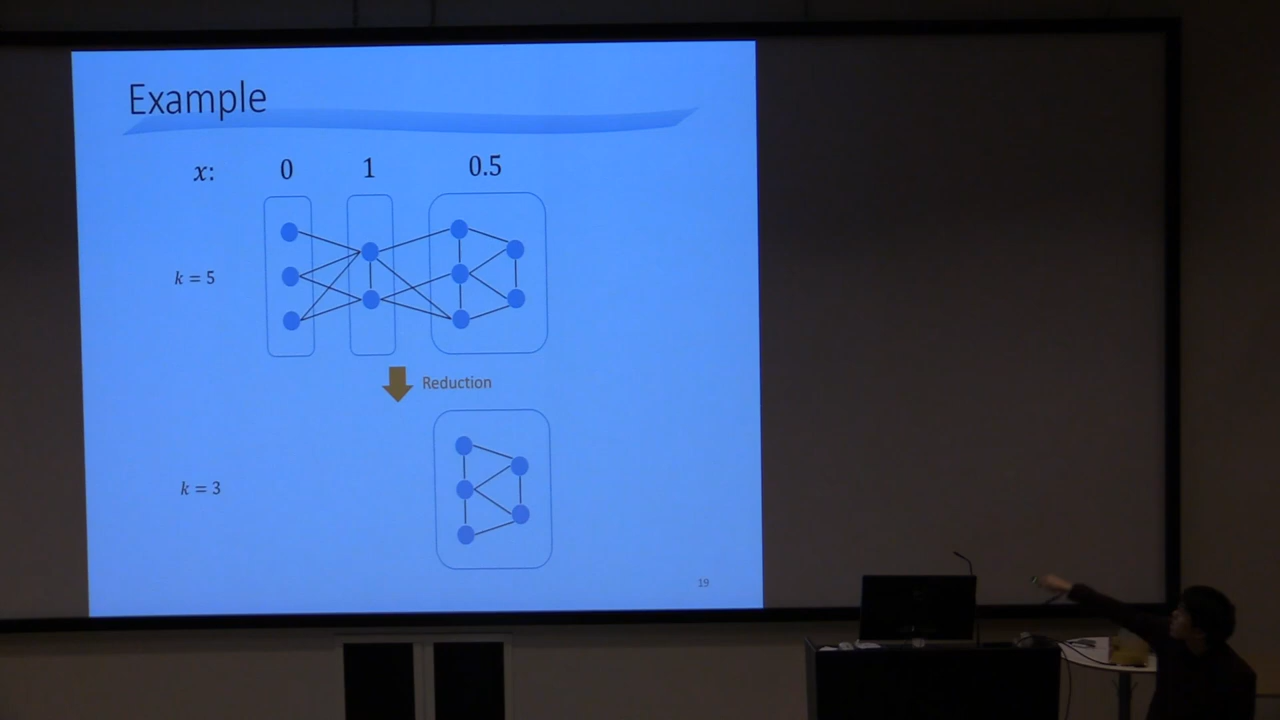 Example
x: 0 1 0.5
k = 5
Reduction
k = 3
19